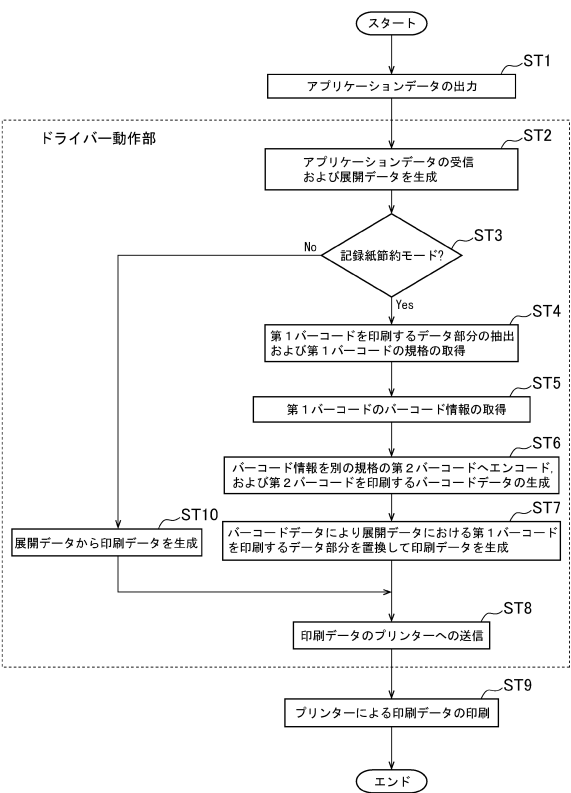 スタート
ST1
アプリケーションデータの出力
ドライバー動作部
ST2
アプリケーションデータの受信
および展開データを生成
ST3
記録紙節約モード?
No
Yes
ST4
第1バーコードを印刷するデータ部分の抽出
および第1バーコードの規格の取得
ST5
第1バーコードのバーコード情報の取得
ST6
バーコード情報を別の規格の第2バーコードへエンコード,
および第2バーコードを印刷するバーコードデータの生成
ST10
展開データから印刷データを生成
ST7
バーコードデータにより展開データにおける第1バーコード
を印刷するデータ部分を置換して印刷データを生成
ST8
印刷データのプリンターへの送信
ST9
プリンターによる印刷データの印刷
エンド